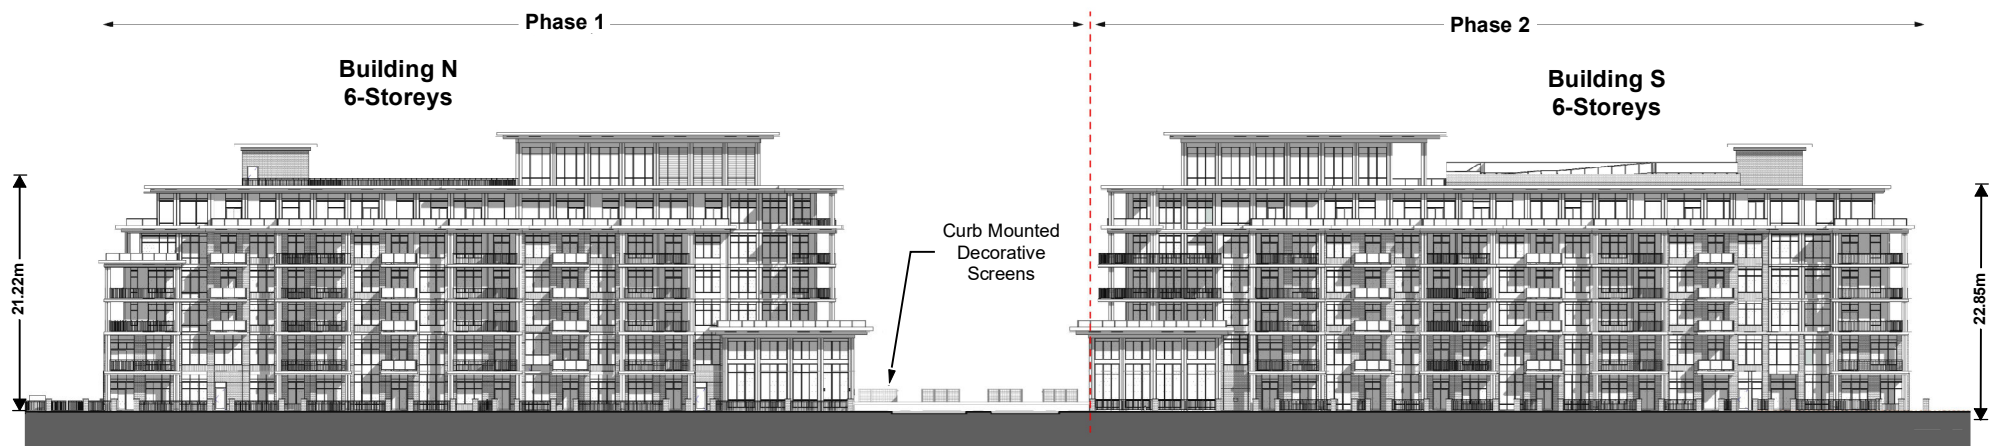 Phase 1
Phase 2
Building N
6-Storeys
Building S
6-Storeys
Curb Mounted
Decorative
Screens
21.22m
22.85m